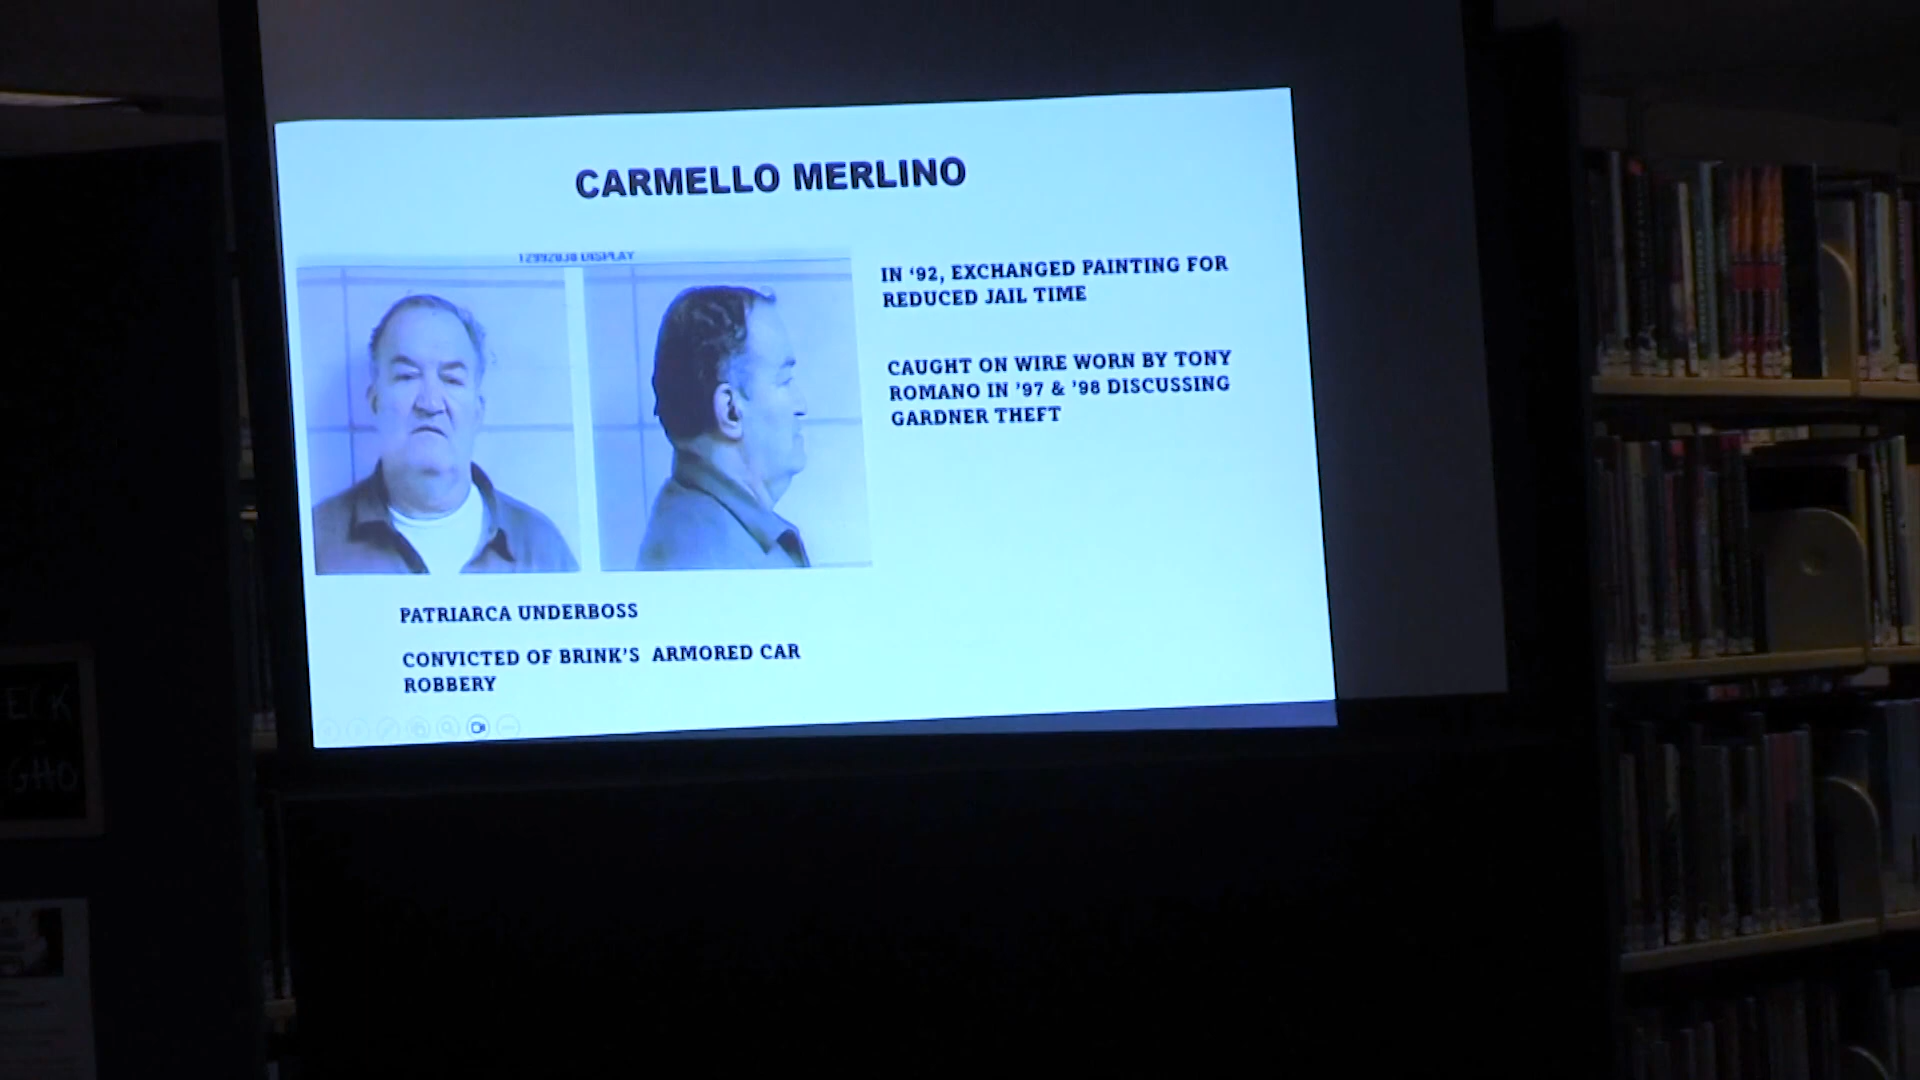 CARMELLO MERLINO
DISPLAY
IN ‘92, EXCHANGED PAINTING FOR
REDUCED JAIL TIME
CAUGHT ON WIRE WORN BY TONY
ROMANO IN ’97 & ’98 DISCUSSING
GARDNER THEFT
PATRIARCA UNDERBOSS
CONVICTED OF BRINK’S ARMORED CAR
ROBBERY